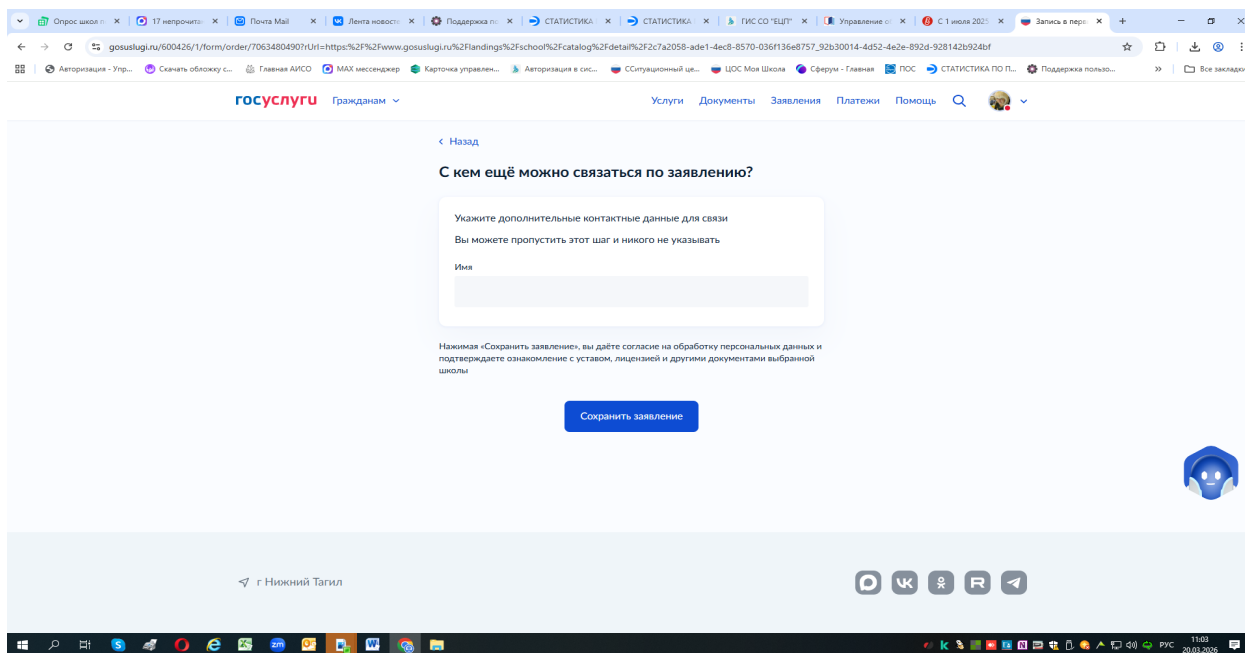 Опрос школ п
17 непрочитан
Почта Mail
Лента новосте
Поддержка по
СТАТИСТИКА
СТАТИСТИКА
ГИС СО "ЕЦП"
Управление об
С 1 июля 2025
Запись в перв
gosuslugi.ru/600426/1/form/order/7063480490?rUrl=https:%2F%2Fwww.gosuslugi.ru%2Flandings%2Fschool%2Fcatalog%2Fdetail%2F2c7a2058-ade1-4ec8-8570-036f136e8757_92b30014-4d52-4e2e-892d-928142b924bf
Авторизация - Упр...
Скачать обложку с...
Главная АИСО
MAX мессенджер
Карточка управлен...
Авторизация в сис...
ССитуационный це...
ЦОС Моя Школа
Сферум - Главная
ПОС
СТАТИСТИКА ПО П...
Поддержка пользо...
Все закладки
госуслуги
Гражданам
Услуги
Документы
Заявления
Платежи
Помощь
Назад
С кем ещё можно связаться по заявлению?
Укажите дополнительные контактные данные для связи
Вы можете пропустить этот шаг и никого не указывать
Имя
Нажимая «Сохранить заявление», вы даёте согласие на обработку персональных данных и
подтверждаете ознакомление с уставом, лицензией и другими документами выбранной
школы
Сохранить заявление
г Нижний Тагил
РУС
11:03
20.03.2026